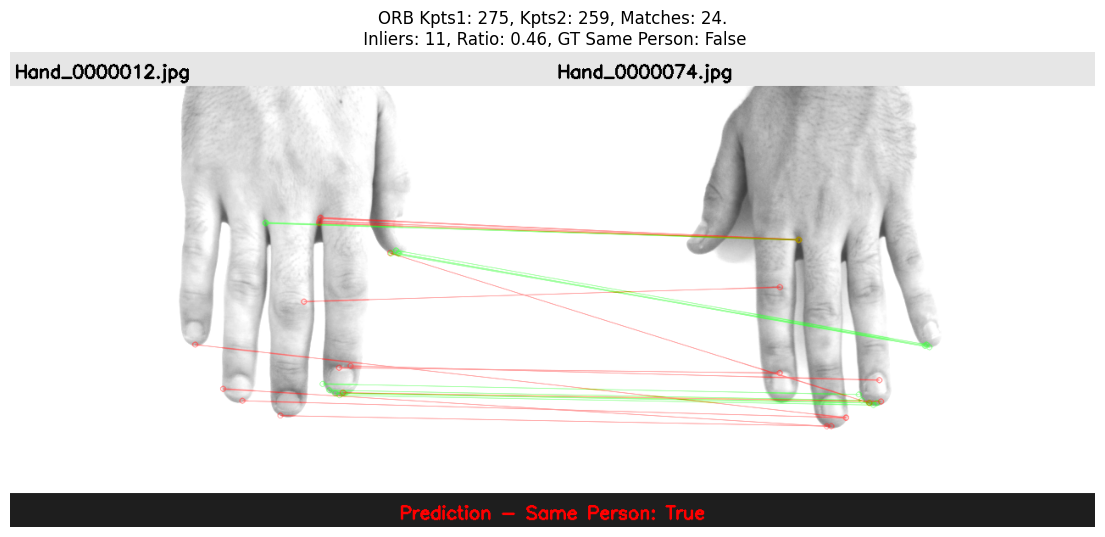 ORB Kpts1: 275, Kpts2: 259, Matches: 24.
Inliers: 11, Ratio: 0.46, GT Same Person: False
Hand_0000012.jpg
Hand_0000074.jpg
Prediction – Same Person: True